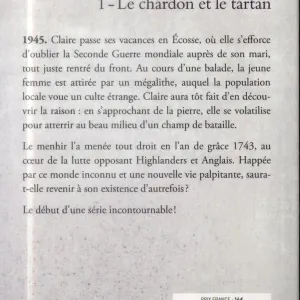 1 – Le chardon et le tartan
1945. Claire passe ses vacances en Écosse, où elle s'efforce
d'oublier la Seconde Guerre mondiale auprès de son mari,
tout juste rentré du front. Au cours d'une balade, la jeune
femme est attirée par un mégalithe, auquel la population
locale voue un culte étrange. Claire aura tôt fait d'en décou-
vrir la raison : en s'approchant de la pierre, elle se volatilise
pour atterrir au beau milieu d'un champ de bataille.
Le menhir l'a menée tout droit en l'an de grâce 1743, au
cœur de la lutte opposant Highlanders et Anglais. Happée
par ce monde inconnu et une nouvelle vie palpitante, saura-
t-elle revenir à son existence d'autrefois ?
Le début d'une série incontournable !
PRIX FRANCE